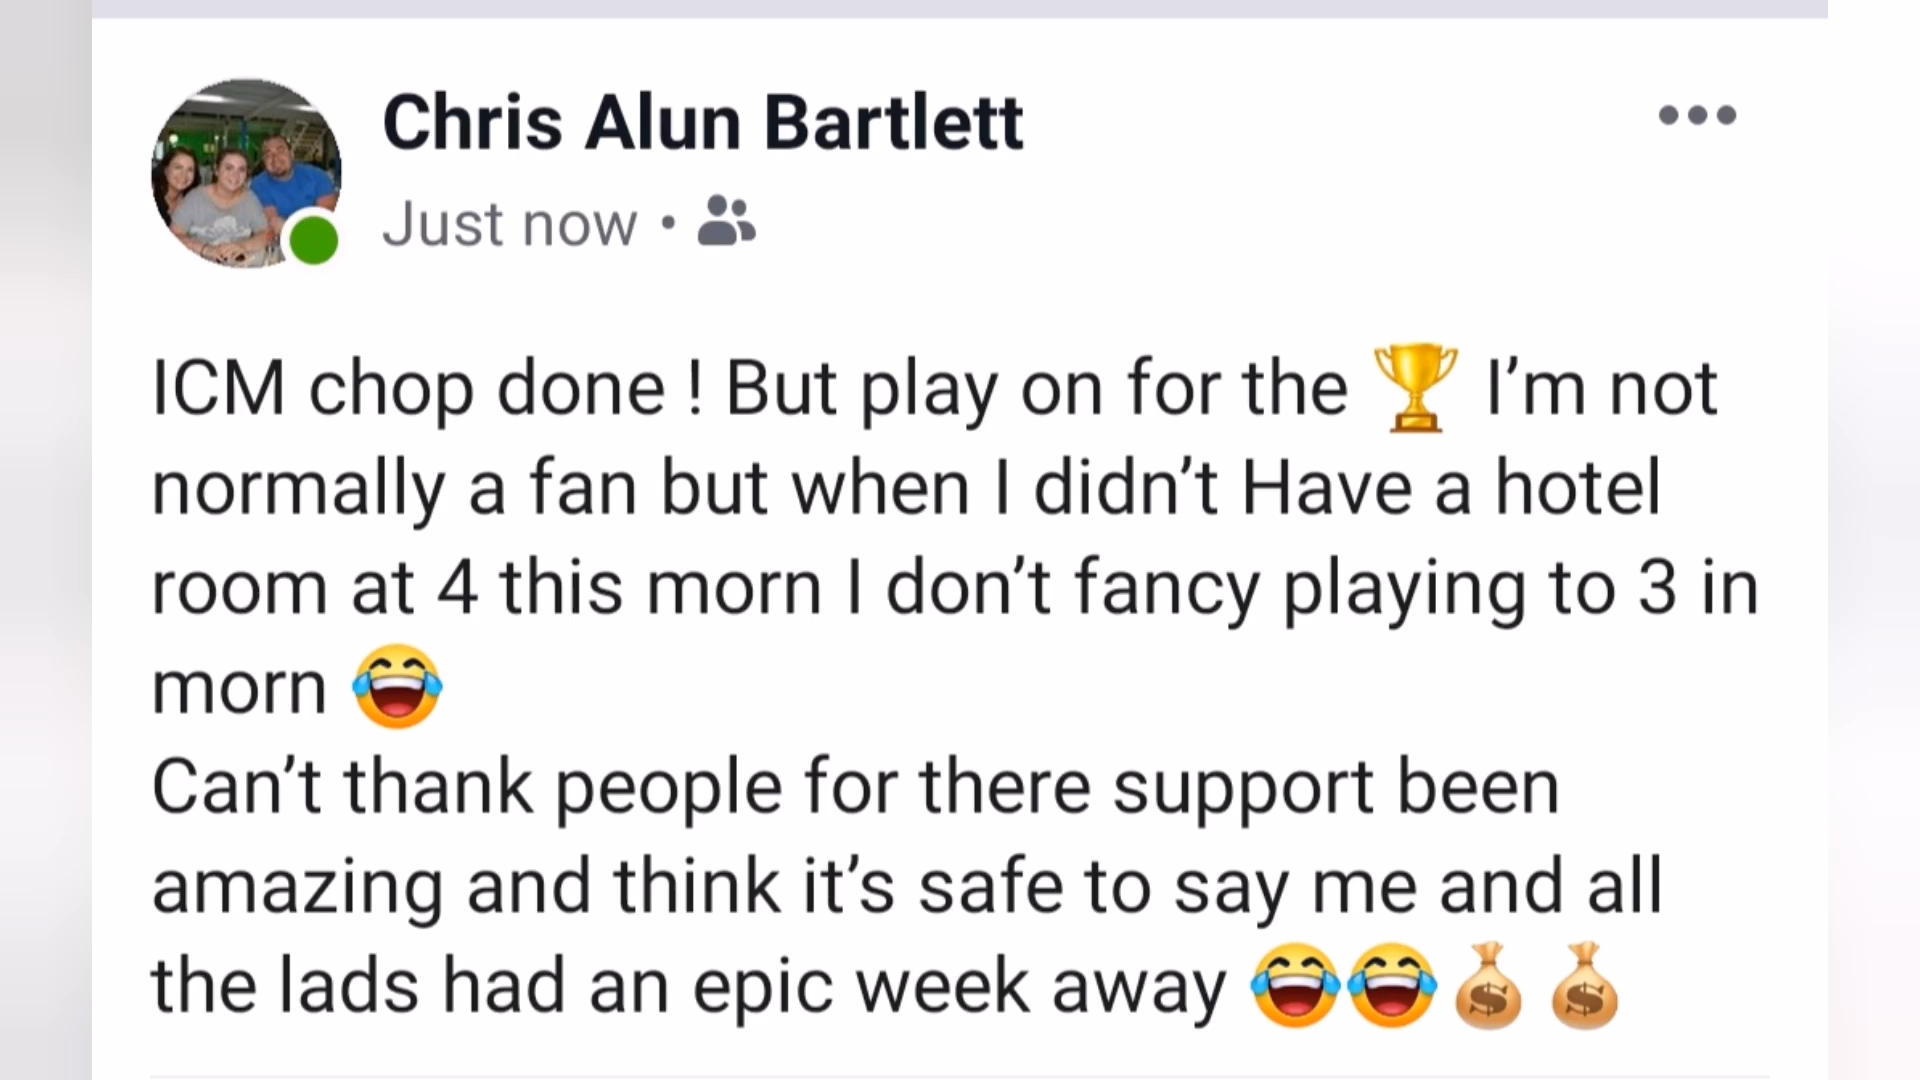 Chris Alun Bartlett
Just now •
ICM chop done ! But play on for the 🏆 I’m not
normally a fan but when I didn’t Have a hotel
room at 4 this morn I don’t fancy playing to 3 in
morn 😂
Can’t thank people for there support been
amazing and think it’s safe to say me and all
the lads had an epic week away 😂😂💰💰